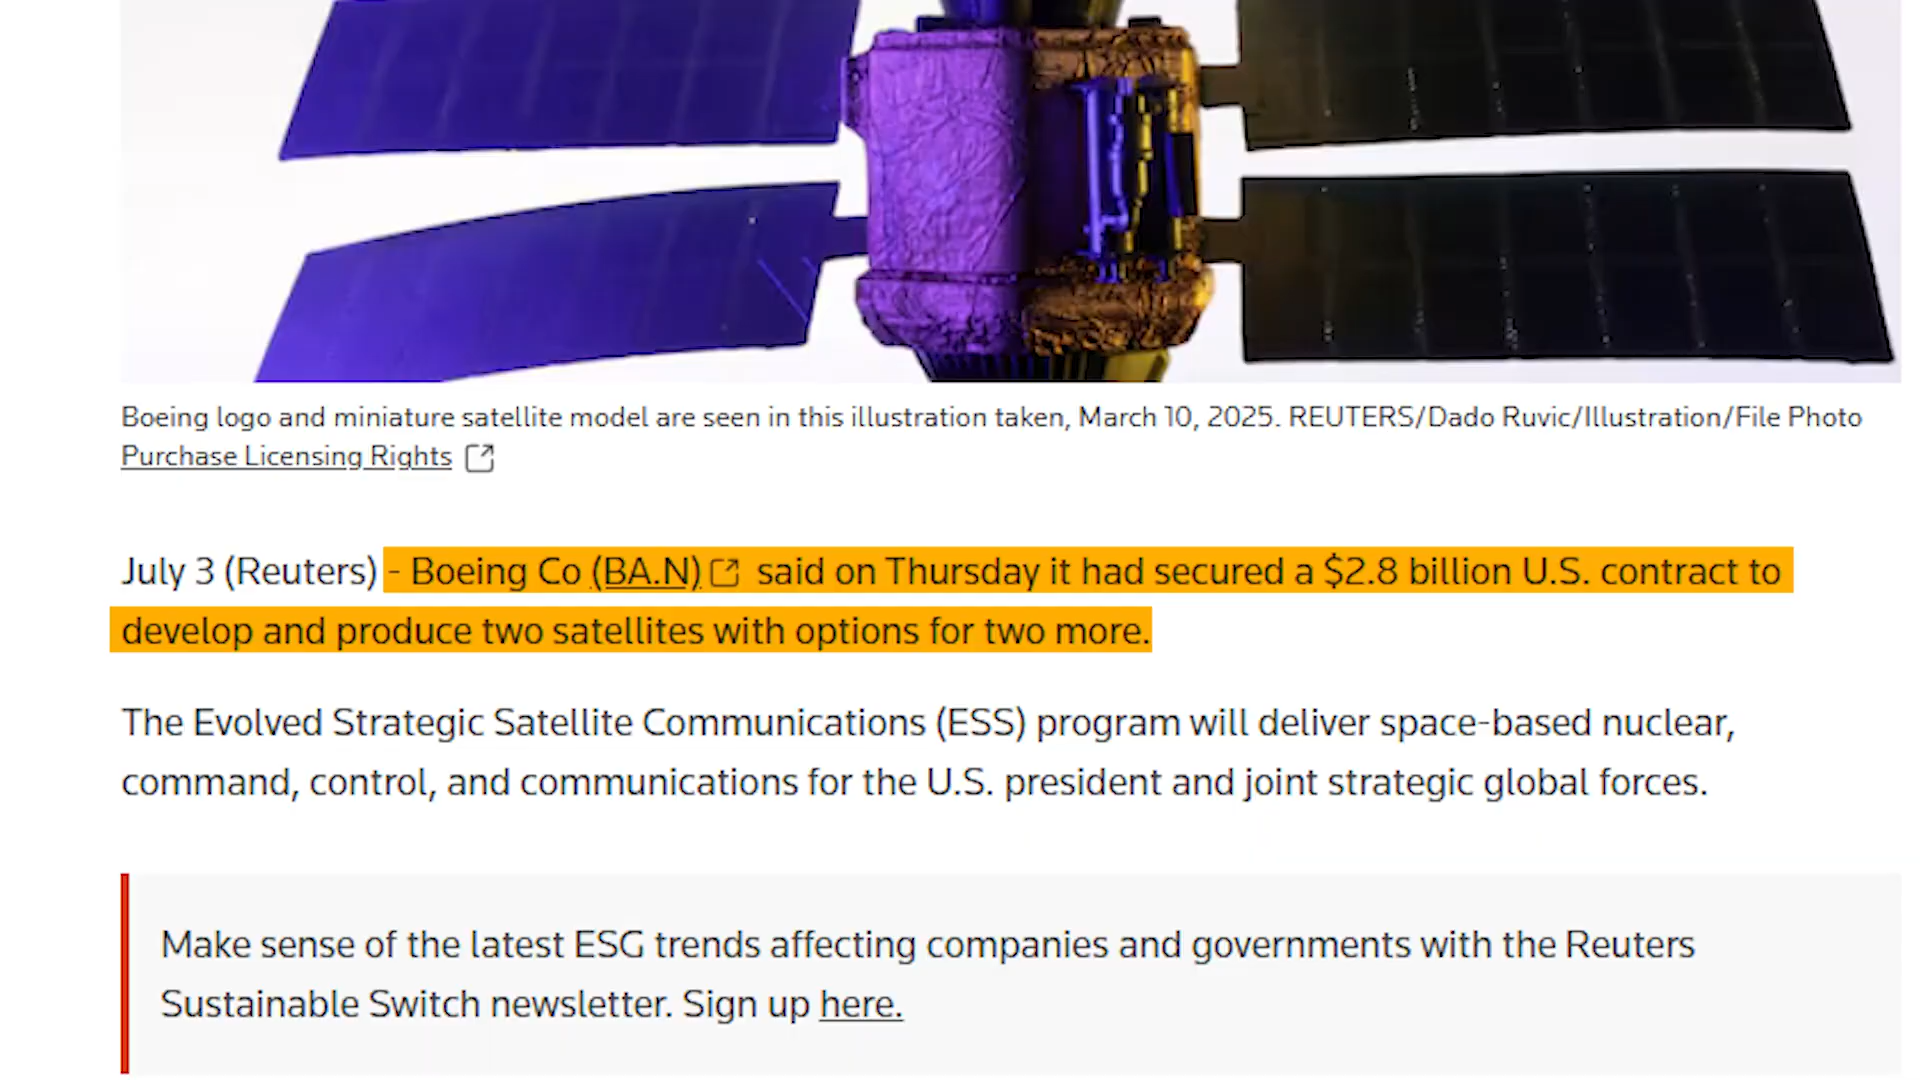 Boeing logo and miniature satellite model are seen in this illustration taken, March 10, 2025. REUTERS/Dado Ruvic/Illustration/File Photo
Purchase Licensing Rights
July 3 (Reuters) - Boeing Co (BA.N) said on Thursday it had secured a $2.8 billion U.S. contract to
develop and produce two satellites with options for two more.
The Evolved Strategic Satellite Communications (ESS) program will deliver space-based nuclear,
command, control, and communications for the U.S. president and joint strategic global forces.
Make sense of the latest ESG trends affecting companies and governments with the Reuters
Sustainable Switch newsletter. Sign up here.